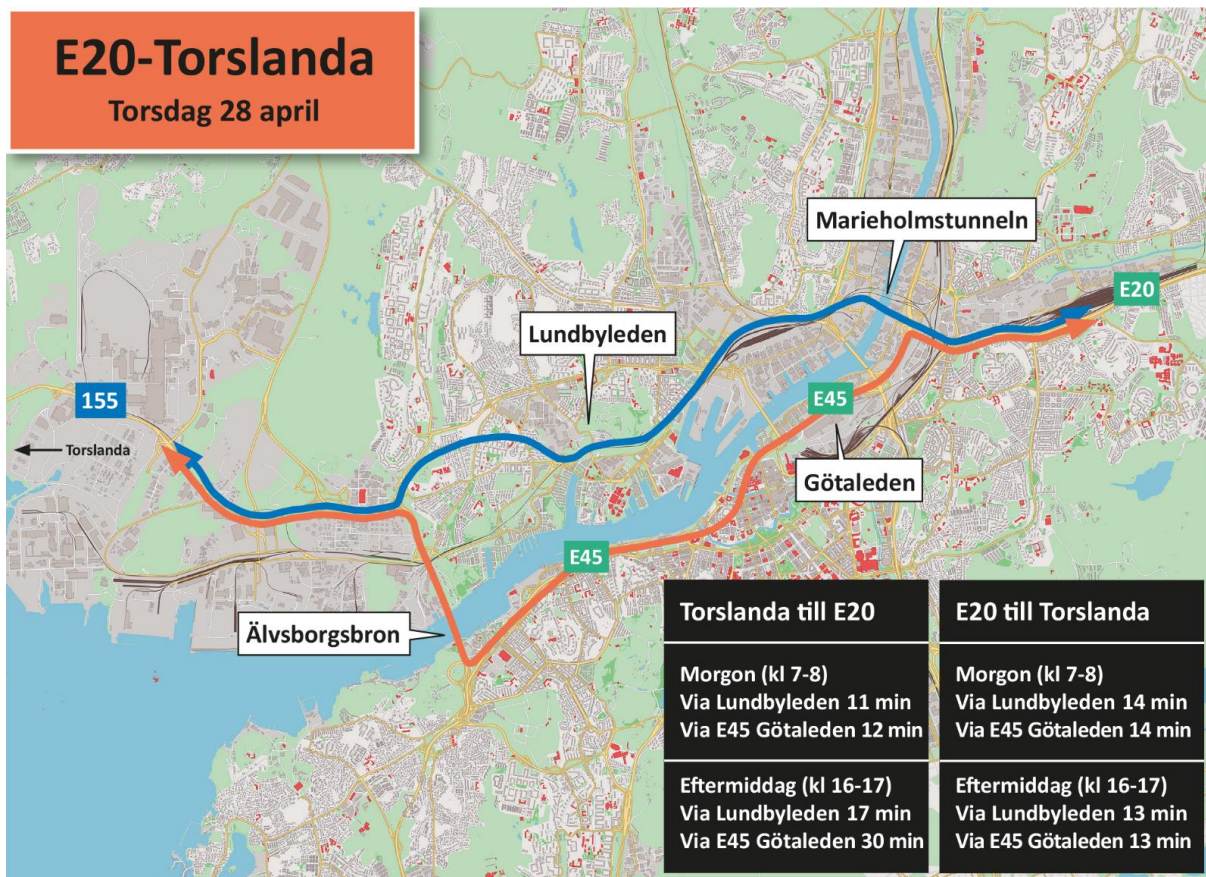 E20-Torslanda
Torsdag 28 april
Marieholmstunneln
E20
Lundbyleden
155
E45
Torslanda
Götaleden
E45
Älvsborgsbron
Torslanda till E20
Morgon (kl 7-8)
Via Lundbyleden 11 min
Via E45 Götaleden 12 min
Eftermiddag (kl 16-17)
Via Lundbyleden 17 min
Via E45 Götaleden 30 min
E20 till Torslanda
Morgon (kl 7-8)
Via Lundbyleden 14 min
Via E45 Götaleden 14 min
Eftermiddag (kl 16-17)
Via Lundbyleden 13 min
Via E45 Götaleden 13 min